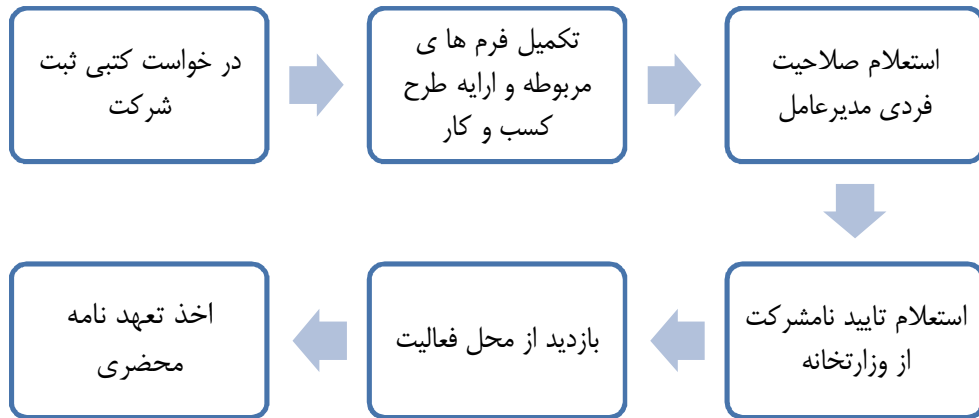 در خواست کتبی ثبت
شرکت
تکمیل فرم ها ی
مربوطه و ارایه طرح
کسب و کار
استعلام صلاحیت
فردی مدیرعامل
استعلام تایید نامشرکت
از وزارتخانه
بازدید از محل فعالیت
اخذ تعهد نامه
محضری